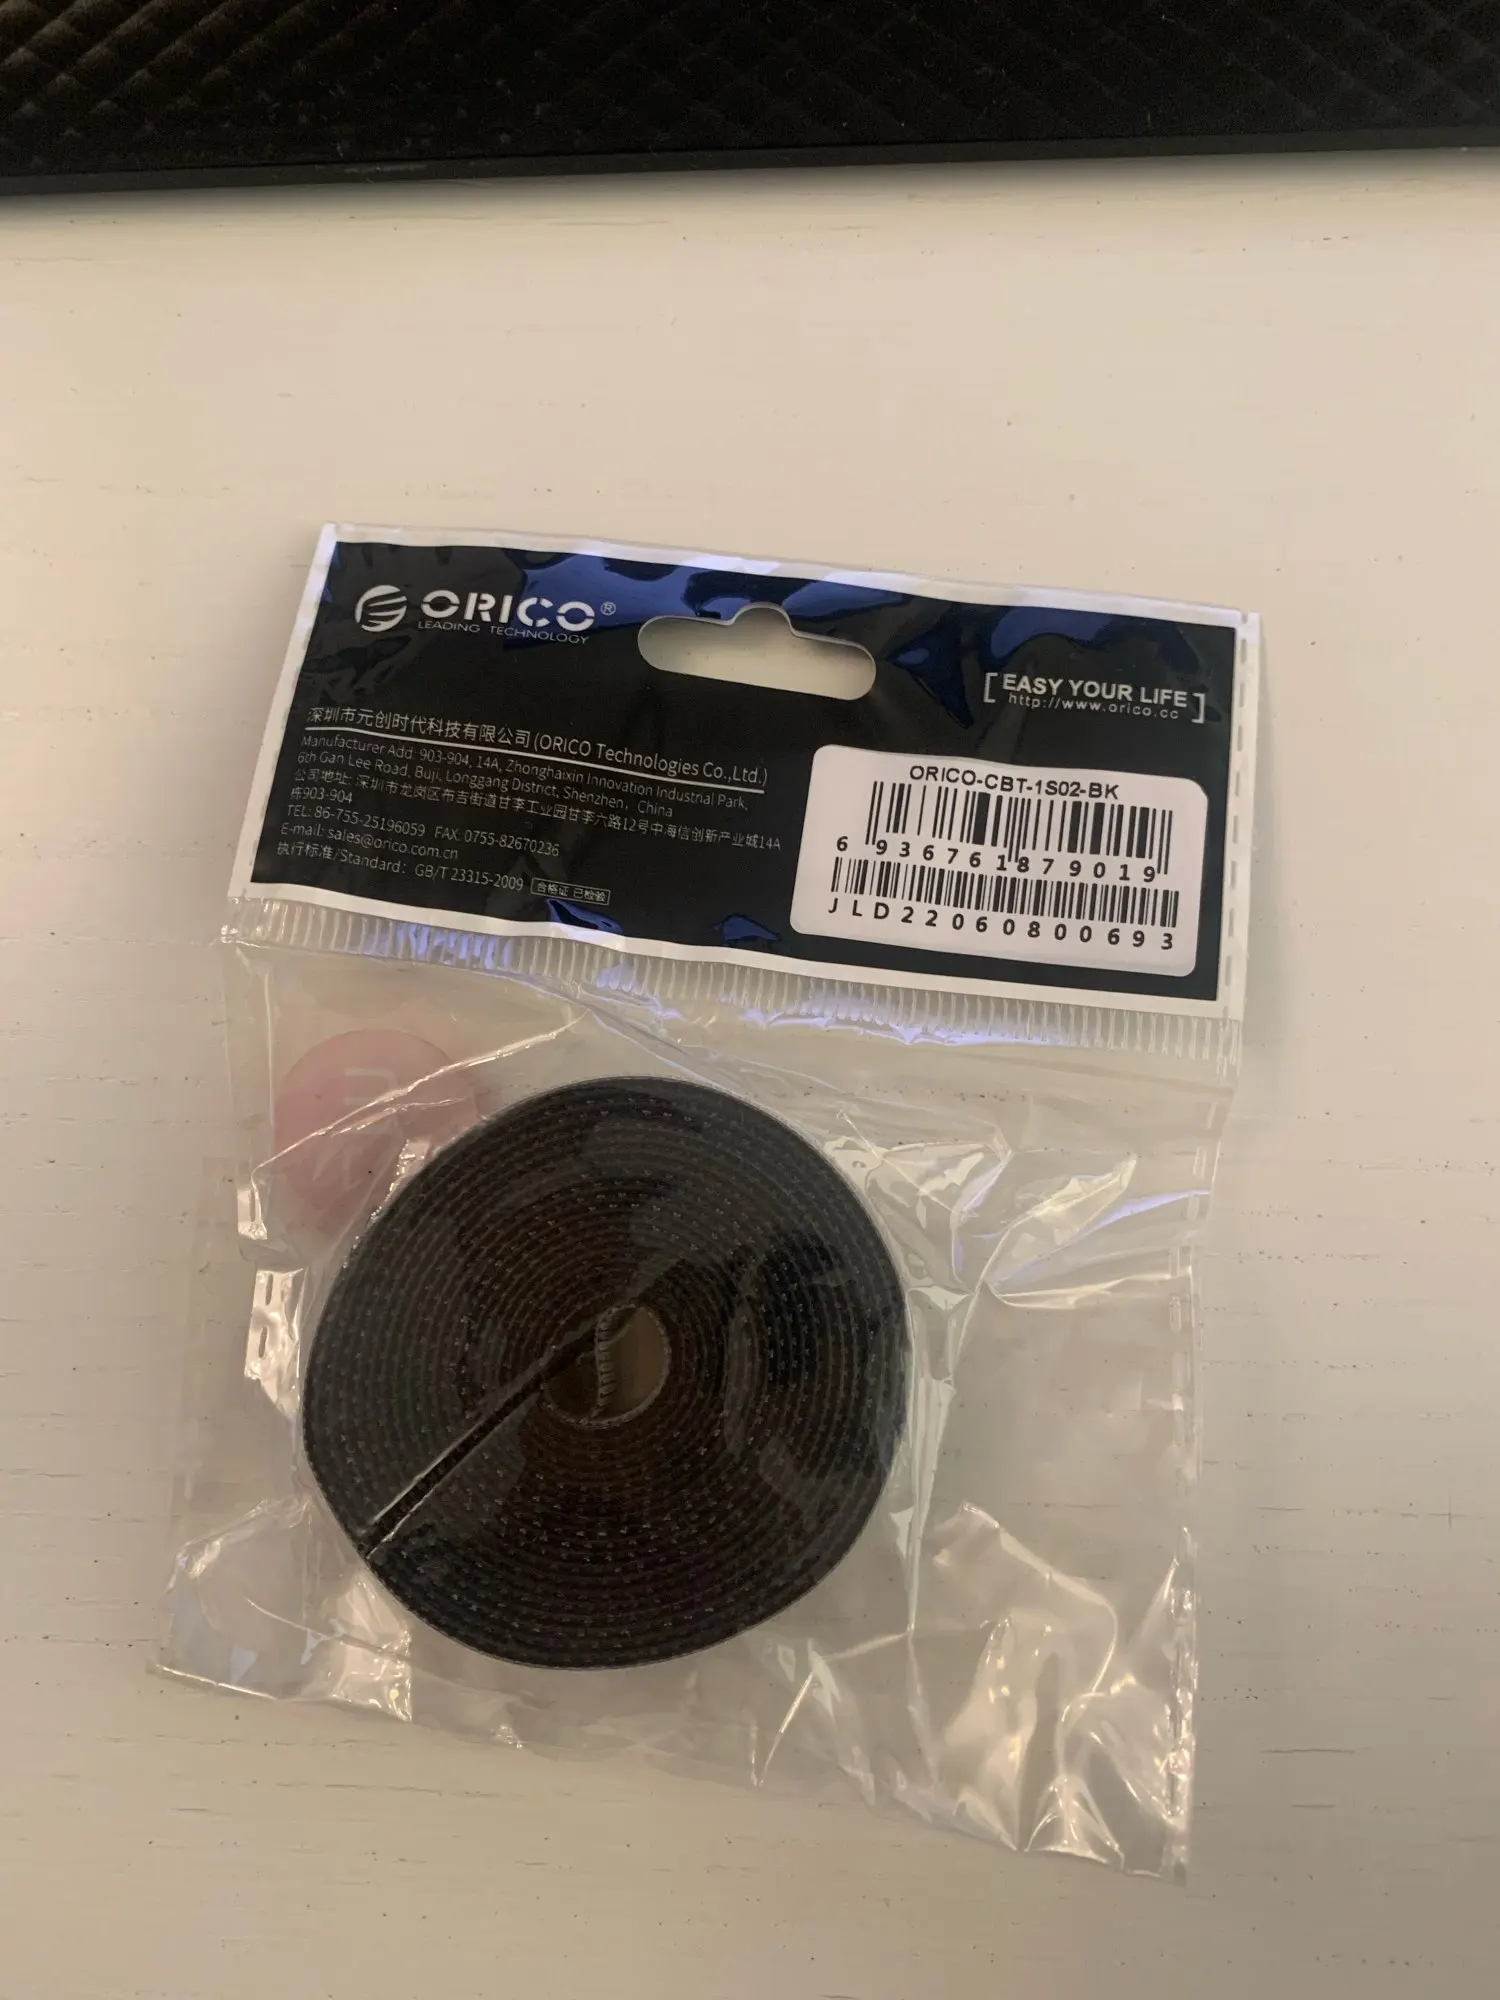 ORICO®
LEADING TECHNOLOGY
[ EASY YOUR LIFE
http://www.orico.cc ]
深圳市元创时代科技有限公司 (ORICO Technologies Co.,Ltd.)
Manufacturer Add: 903-904, 14A, Zhonghaixin Innovation Industrial Park,
6th Gan Lee Road, Buji, Longgang District, Shenzhen, China
公司地址: 深圳市龙岗区布吉街道甘李工业园甘李六路12号中海信创新产业城14A
栋903-904
TEL: 86-755-25196059 FAX: 0755-82670236
E-mail: sales@orico.com.cn
执行标准/Standard: GB/T 23315-2009 合格证 已检验
ORICO-CBT-1S02-BK
6 936761 879019
JLD22060800693